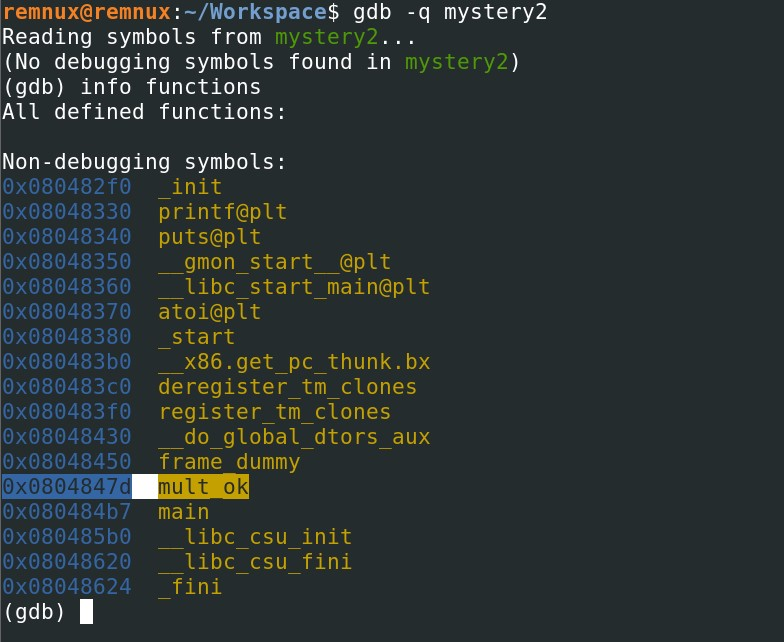 remnux@remnux:~/Workspace$ gdb -q mystery2
Reading symbols from mystery2...
(No debugging symbols found in mystery2)
(gdb) info functions
All defined functions:

Non-debugging symbols:
0x080482f0  _init
0x08048330  printf@plt
0x08048340  puts@plt
0x08048350  __gmon_start__@plt
0x08048360  __libc_start_main@plt
0x08048370  atoi@plt
0x08048380  _start
0x080483b0  __x86.get_pc_thunk.bx
0x080483c0  deregister_tm_clones
0x080483f0  register_tm_clones
0x08048430  __do_global_dtors_aux
0x08048450  frame_dummy
0x0804847d  mult_ok
0x080484b7  main
0x080485b0  __libc_csu_init
0x08048620  __libc_csu_fini
0x08048624  _fini
(gdb)